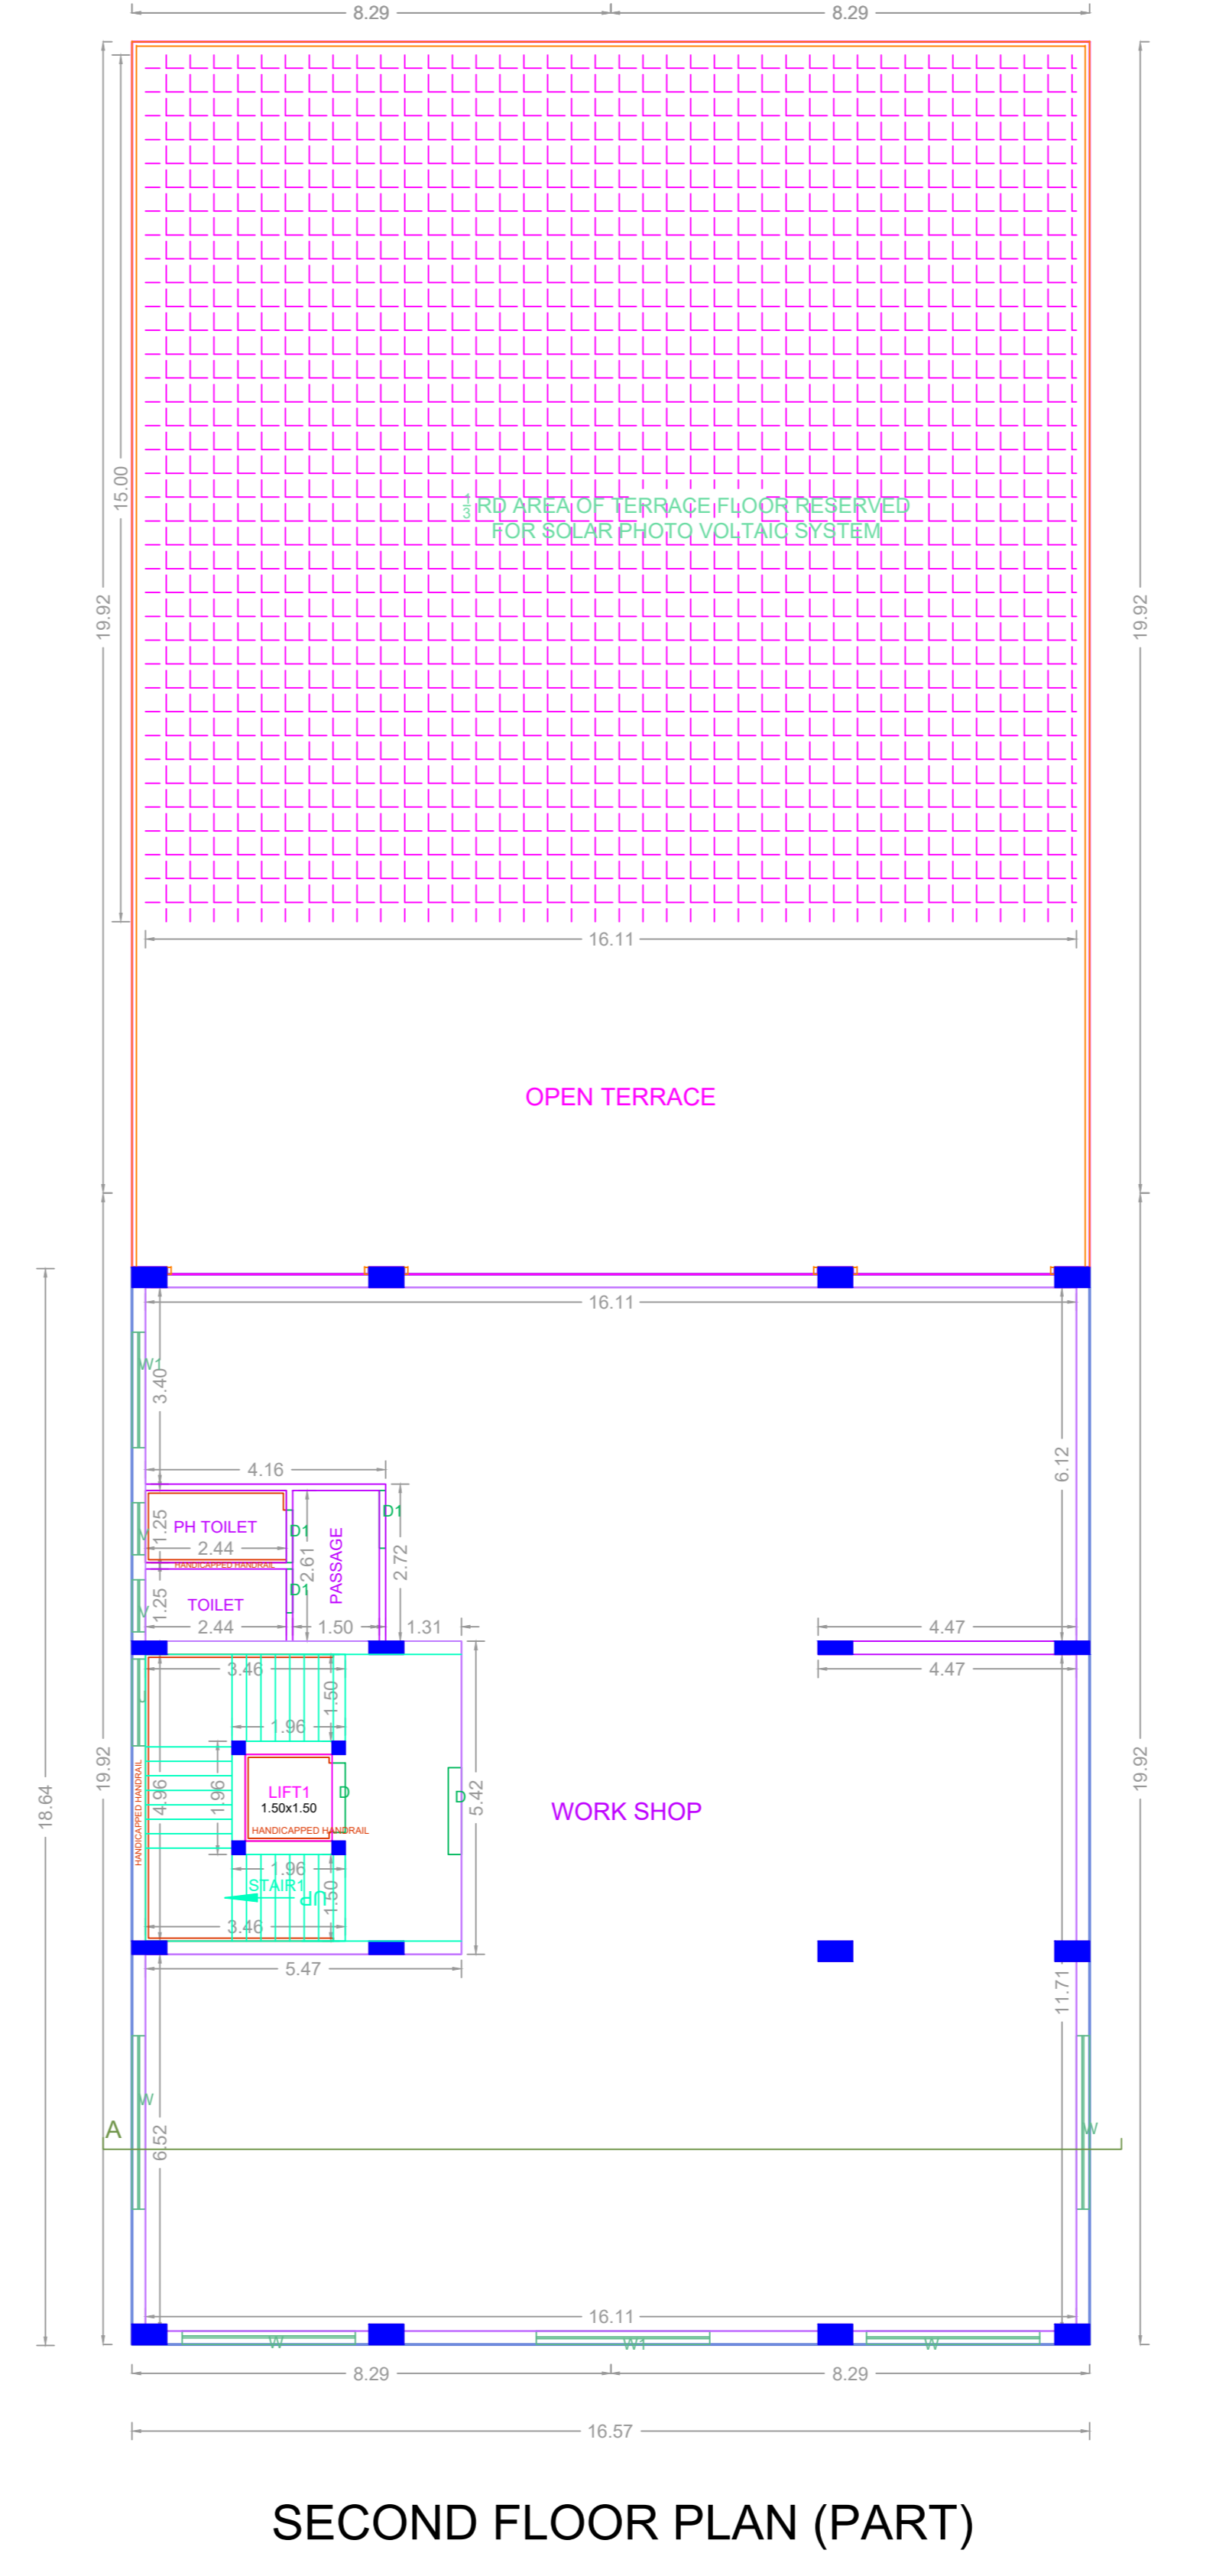 8.29 8.29
15.00
19.92 19.92
1/3 RD AREA OF TERRACE FLOOR RESERVED
FOR SOLAR PHOTO VOLTAIC SYSTEM
16.11
OPEN TERRACE
16.11
W1
3.40
6.12
4.16
1.25
PH TOILET
D1
D1
2.44
V
HANDICAPPED HANDRAIL
2.61
PASSAGE
2.72
1.25
TOILET
D1
V
2.44 1.50 1.31
4.47
3.46
4.47
1.50
1.96
HANDICAPPED HANDRAIL
4.96
1.96
LIFT1
1.50x1.50
D
HANDICAPPED HANDRAIL
D
5.42
WORK SHOP
18.64
19.92
19.92
1.96
STAIR1
UP
1.50
3.46
5.47
11.71
W
A
6.52
W
16.11
W W1 W
8.29 8.29
16.57
SECOND FLOOR PLAN (PART)